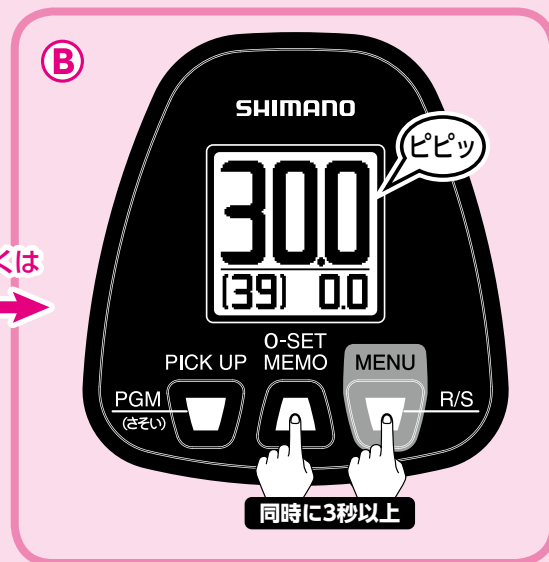 B
SHIMANO
ピピッ
30.0
(39) 0.0
くは
0-SET
PICK UP MEMO MENU
PGM R/S
(さそい)
同時に3秒以上